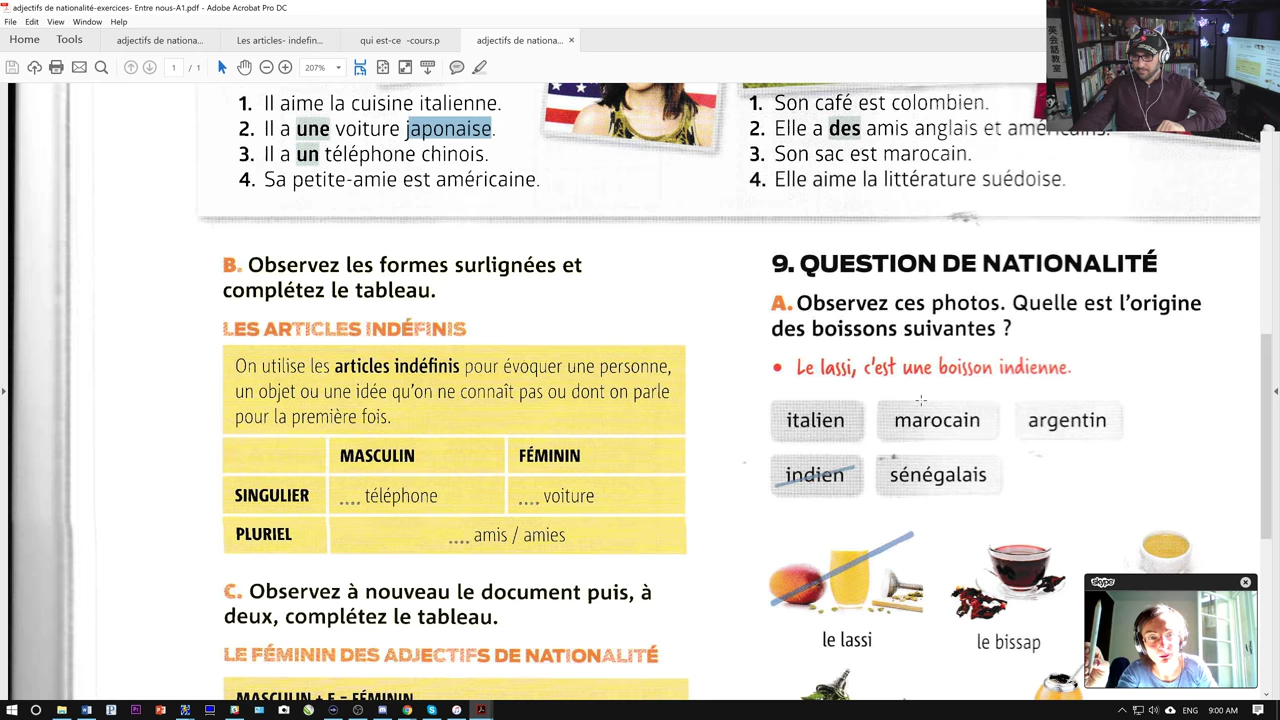 adjectifs de nationalité-exercices- Entre nous-A1.pdf - Adobe Acrobat Pro DC
File Edit View Window Help
Home Tools adjectifs de nationa... Les articles- indefin... qui est-ce -cours.p adjectifs de nationa... ×
1 / 1 207%
1. Il aime la cuisine italienne.
2. Il a une voiture japonaise.
3. Il a un téléphone chinois.
4. Sa petite-amie est américaine.
1. Son café est colombien.
2. Elle a des amis anglais et américains.
3. Son sac est marocain.
4. Elle aime la littérature suédoise.
B. Observez les formes surlignées et
complétez le tableau.
LES ARTICLES INDÉFINIS
On utilise les articles indéfinis pour évoquer une personne,
un objet ou une idée qu'on ne connaît pas ou dont on parle
pour la première fois.
MASCULIN FÉMININ
SINGULIER .... téléphone .... voiture
PLURIEL .... amis / amies
C. Observez à nouveau le document puis, à
deux, complétez le tableau.
LE FÉMININ DES ADJECTIFS DE NATIONALITÉ
MASCULIN + E = FÉMININ
9. QUESTION DE NATIONALITÉ
A. Observez ces photos. Quelle est l'origine
des boissons suivantes ?
• Le lassi, c'est une boisson indienne.
italien marocain argentin
indien sénégalais
le lassi le bissap
英会話教室
skype
ENG 9:00 AM